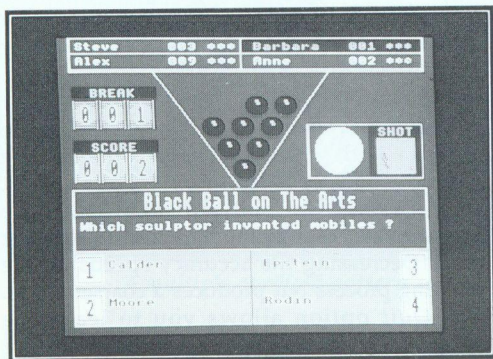 Steve 003 *** Barbara 001 ***
Alex 009 *** Anne 002 ***
BREAK
0 0 1
SHOT
SCORE
0 0 2
Black Ball on The Arts
Which sculptor invented mobiles ?
1 Calder Epstein 3
2 Moore Rodin 4